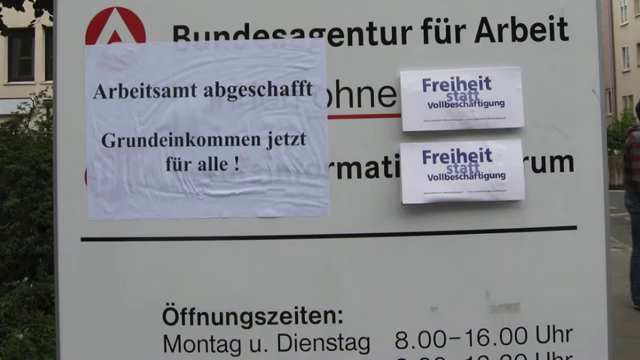 Bundesagentur für Arbeit
Arbeitsamt abgeschafft
Grundeinkommen jetzt
für alle !
ohne
Freiheit
statt
Vollbeschäftigung
Freiheit
statt
Vollbeschäftigung
Öffnungszeiten:
Montag u. Dienstag 8.00–16.00 Uhr